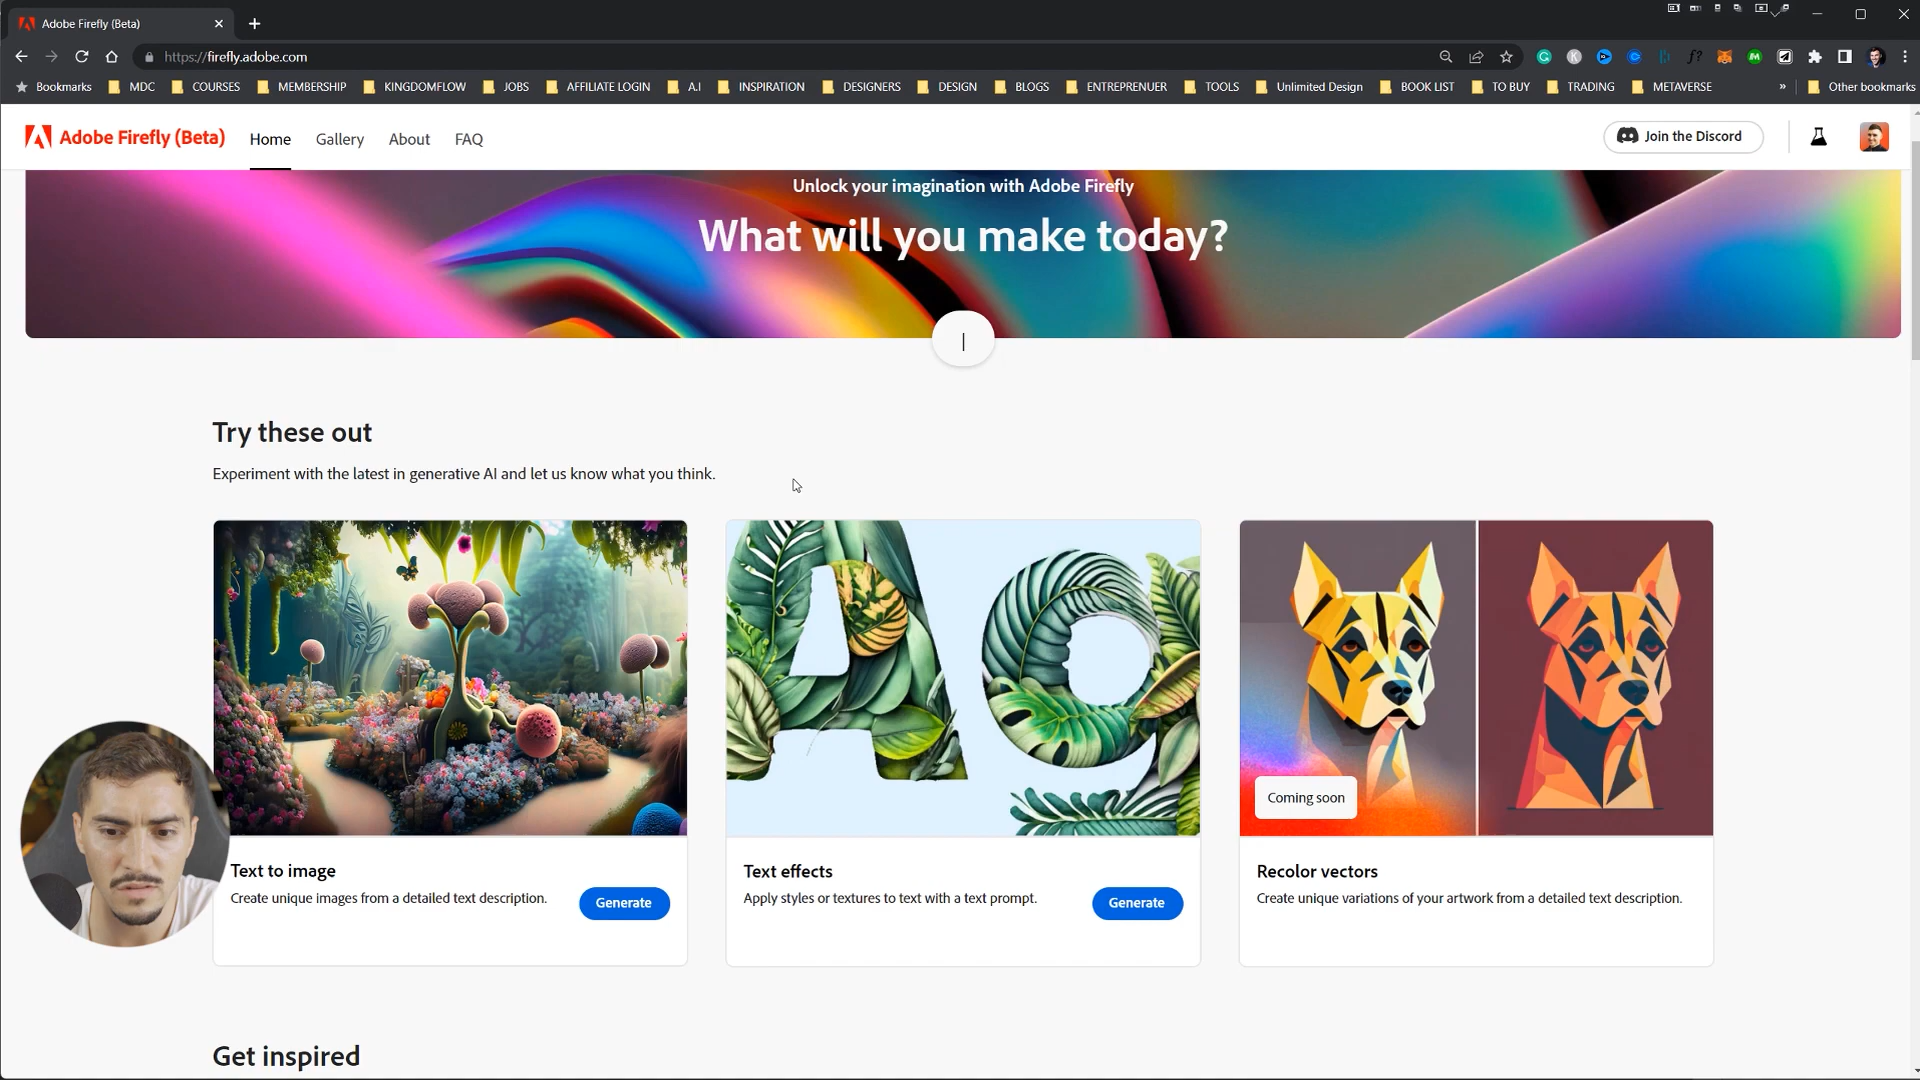 Adobe Firefly (Beta)
https://firefly.adobe.com
Bookmarks MDC COURSES MEMBERSHIP KINGDOMFLOW JOBS AFFILIATE LOGIN A.I INSPIRATION DESIGNERS DESIGN BLOGS ENTREPRENUER TOOLS Unlimited Design BOOK LIST TO BUY TRADING METAVERSE » Other bookmarks
Adobe Firefly (Beta) Home Gallery About FAQ Join the Discord
Unlock your imagination with Adobe Firefly
What will you make today?
Try these out
Experiment with the latest in generative AI and let us know what you think.
Ag
Coming soon
Text to image
Create unique images from a detailed text description.
Generate
Text effects
Apply styles or textures to text with a text prompt.
Generate
Recolor vectors
Create unique variations of your artwork from a detailed text description.
Get inspired